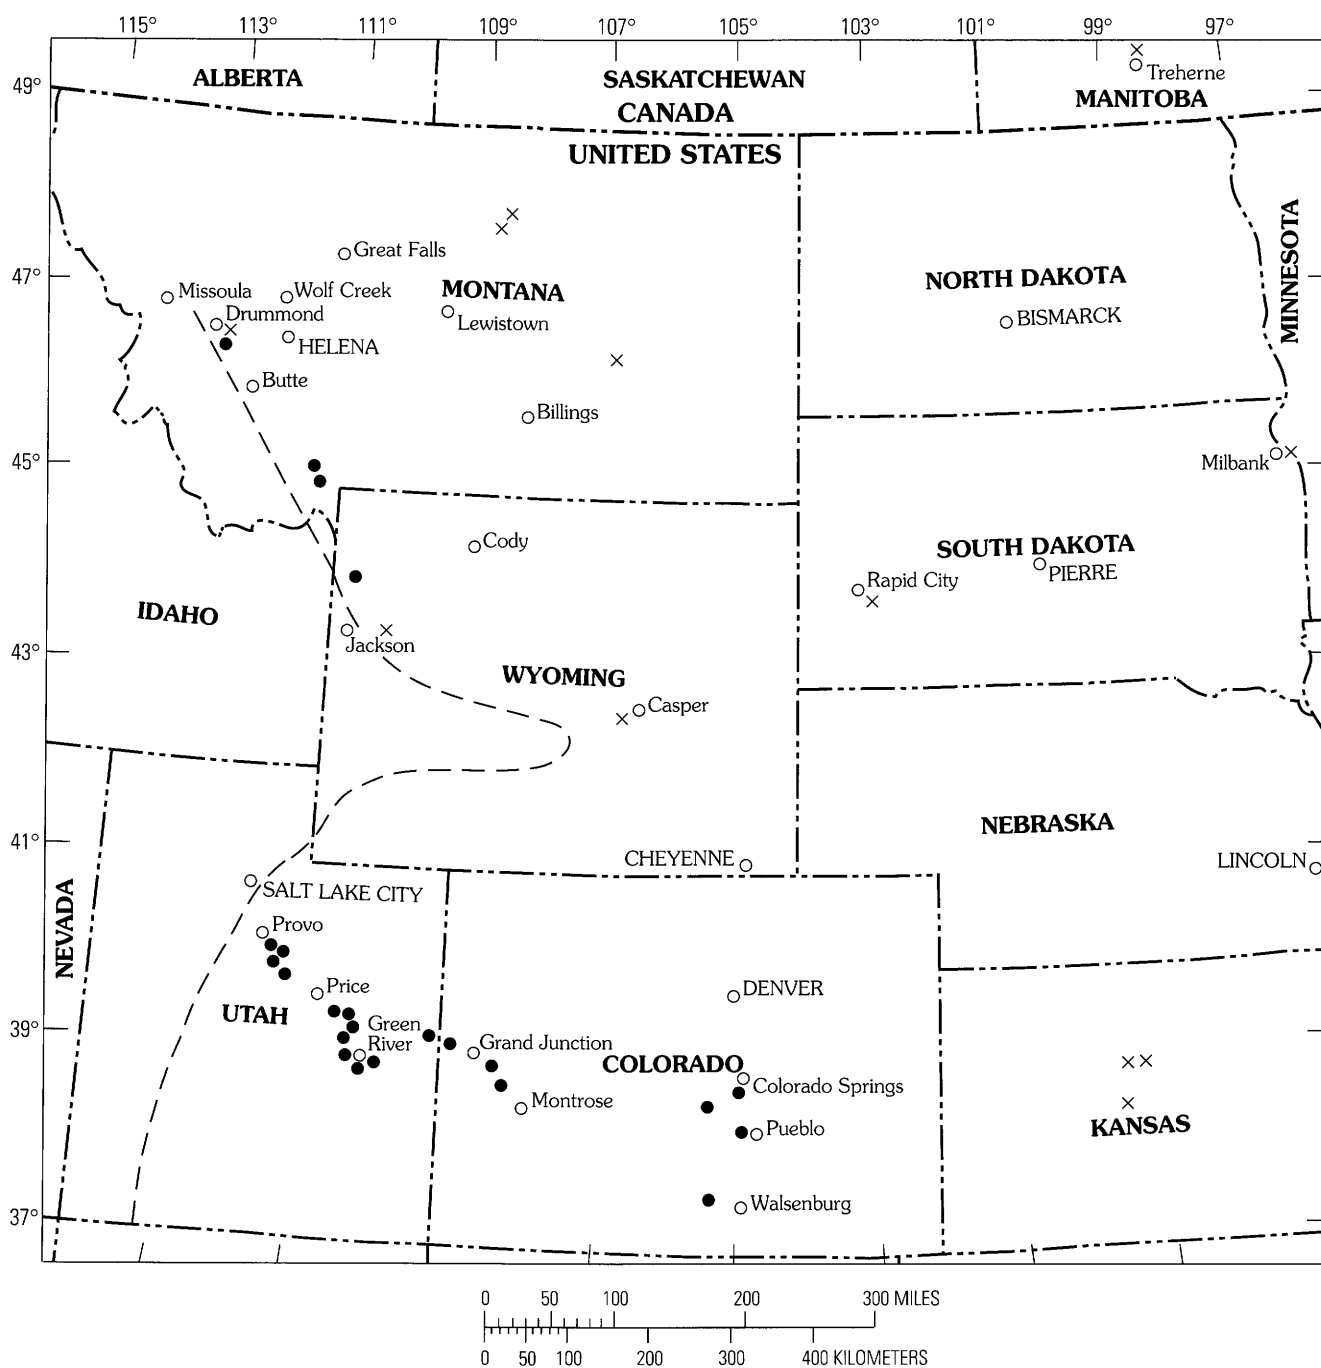 115° 113° 111° 109° 107° 105° 103° 101° 99° 97°
Treherne
ALBERTA SASKATCHEWAN
49°
MANITOBA
CANADA
UNITED STATES
MINNESOTA
Great Falls
47°
NORTH DAKOTA
Missoula Wolf Creek MONTANA
Drummond
Lewistown BISMARCK
HELENA
Butte
Billings
45°
Milbank
Cody
SOUTH DAKOTA
Rapid City PIERRE
IDAHO
Jackson
43°
WYOMING
Casper
NEBRASKA
41°
CHEYENNE LINCOLN
SALT LAKE CITY
NEVADA
Provo
Price DENVER
UTAH Green
River
39°
Grand Junction
COLORADO
Colorado Springs
Montrose
Pueblo KANSAS
Walsenburg
37°
0 50 100 200 300 MILES
0 50 100 200 300 400 KILOMETERS